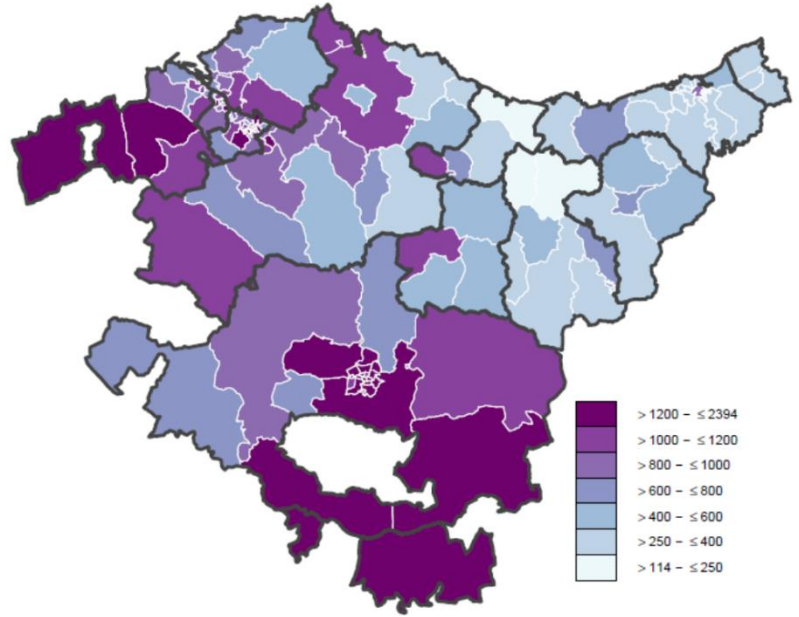 > 1200 – ≤ 2394
> 1000 – ≤ 1200
> 800 – ≤ 1000
> 600 – ≤ 800
> 400 – ≤ 600
> 250 – ≤ 400
> 114 – ≤ 250